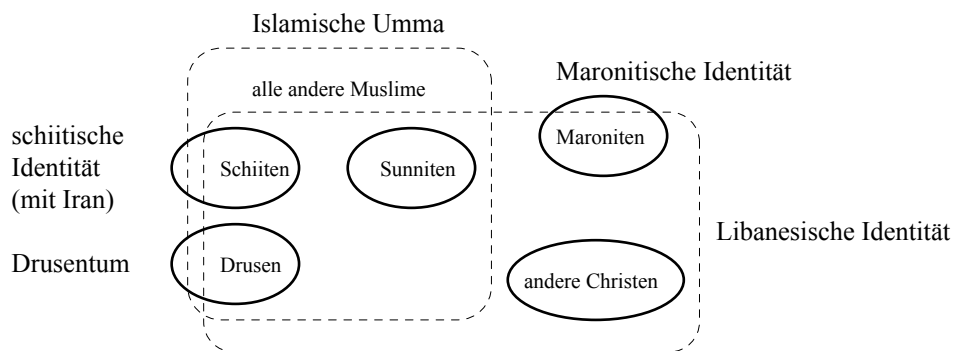 Islamische Umma
Maronitische Identität
alle andere Muslime
schiitische
Identität
(mit Iran)
Schiiten
Sunniten
Maroniten
Libanesische Identität
Drusentum
Drusen
andere Christen